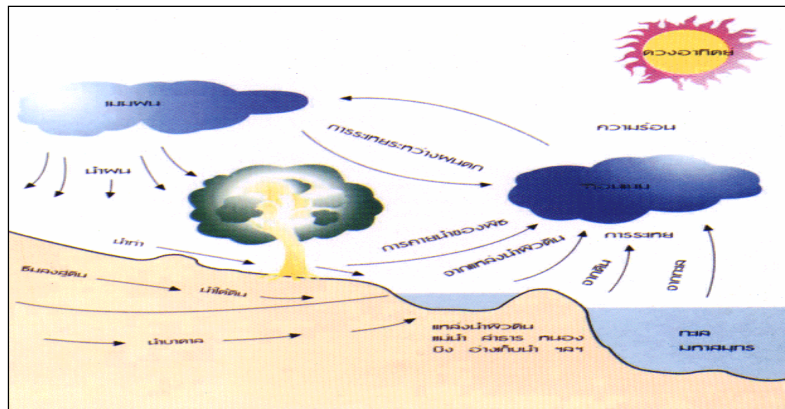 ดวงอาทิตย์
เมฆฝน
ความร้อน
การระเหยระหว่างฝนตก
น้ำฝน
ก้อนเมฆ
การคายน้ำของพืช
จากแหล่งน้ำผิวดิน
การระเหย
น้ำท่า
ซึมลงสู่ดิน
น้ำใต้ดิน
น้ำบาดาล
แหล่งน้ำผิวดิน
แม่น้ำ ลำธาร หนอง
บึง อ่างเก็บน้ำ ฯลฯ
ทะเล
มหาสมุทร